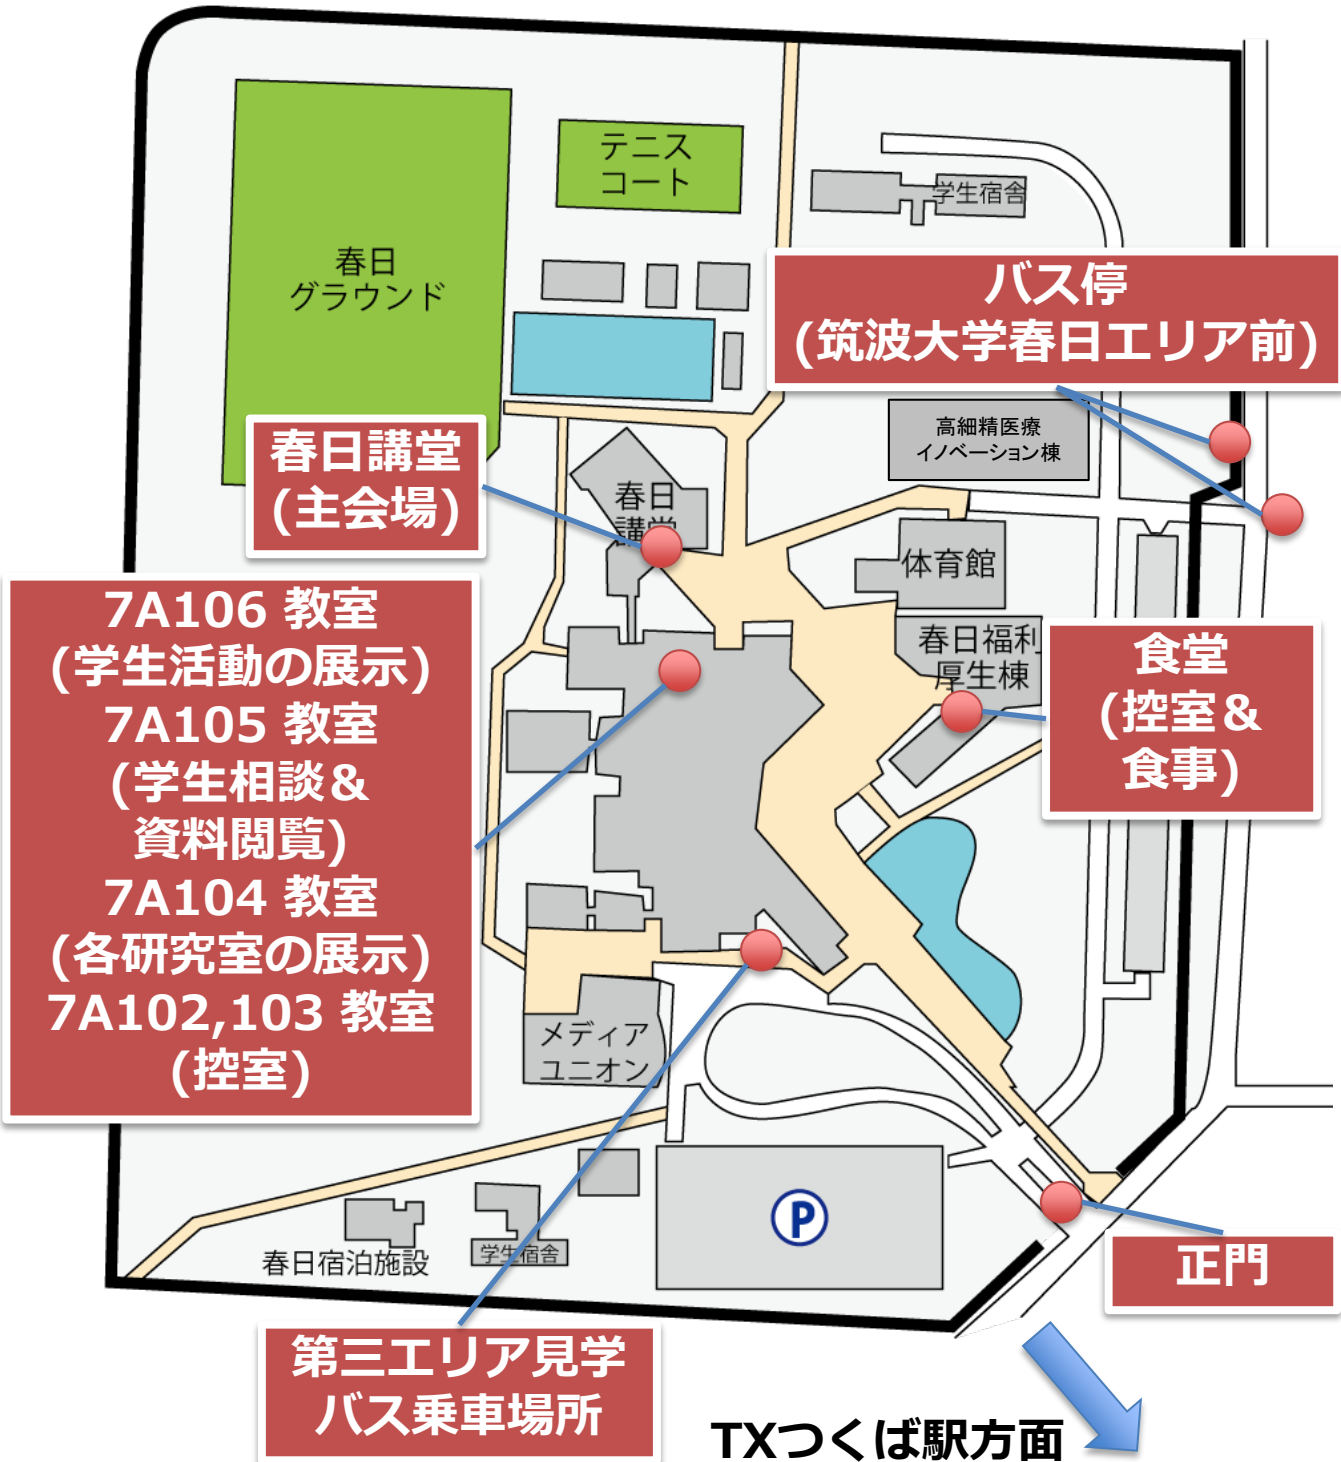 テニス
コート
学生宿舎
春日
グラウンド
バス停
(筑波大学春日エリア前)
高細精医療
イノベーション棟
春日講堂
(主会場)
春日
講堂
体育館
7A106 教室
(学生活動の展示)
7A105 教室
(学生相談＆
資料閲覧)
7A104 教室
(各研究室の展示)
7A102,103 教室
(控室)
春日福利
厚生棟
食堂
(控室＆
食事)
メディア
ユニオン
P
春日宿泊施設
学生宿舎
正門
第三エリア見学
バス乗車場所
TXつくば駅方面